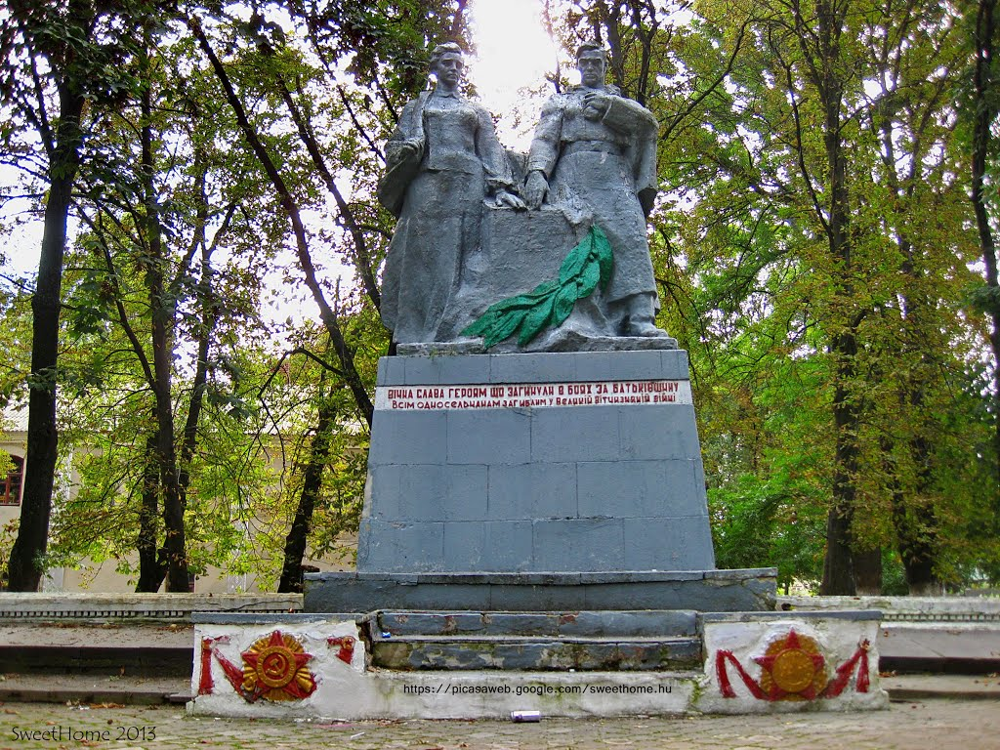 ВІЧНА СЛАВА ГЕРОЯМ ЩО ЗАГИНУЛИ В БОЯХ ЗА БАТЬКІВЩИНУ
ВСІМ ОДНОСЕЛЬЧАНАМ ЗАГИБЛИМ У ВЕЛИКІЙ ВІТЧИЗНЯНІЙ ВІЙНІ
https://picasaweb.google.com/sweethome.hu
SweetHome 2013